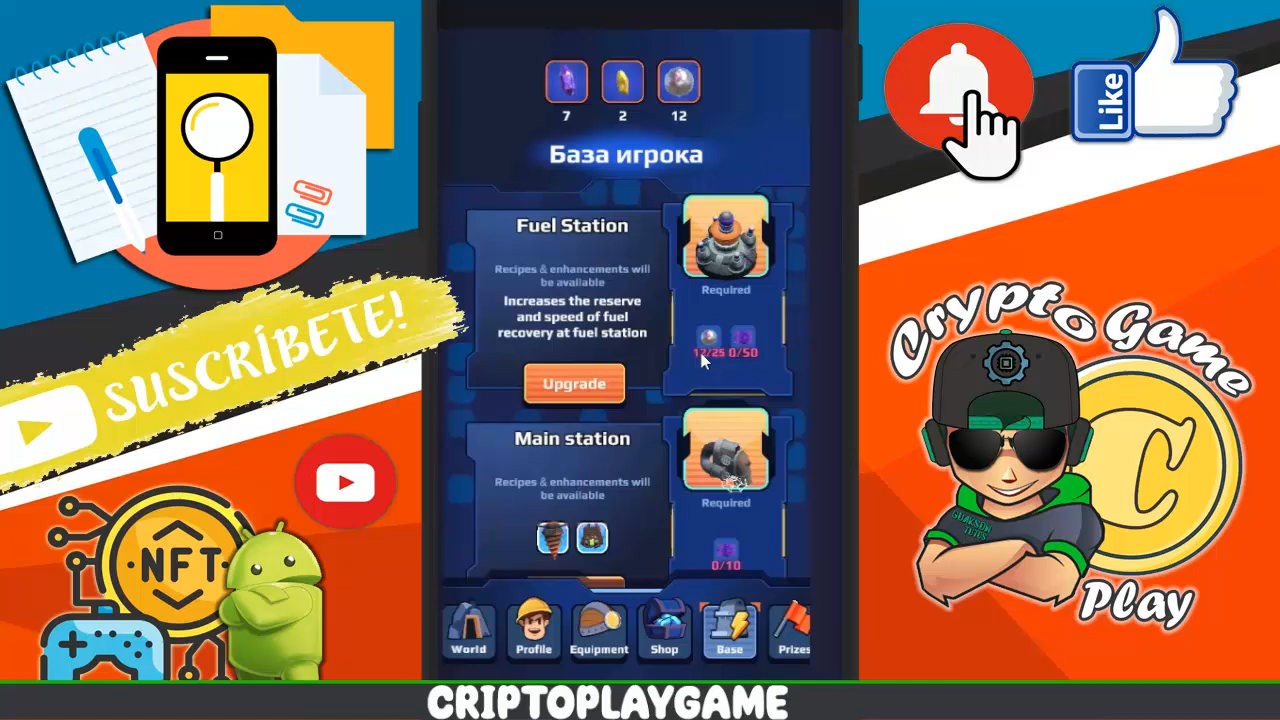 7 2 12
База игрока
Fuel Station
Recipes & enhancements will
be available
Increases the reserve
and speed of fuel
recovery at fuel station
Upgrade
Required
12/25 0/50
Main station
Recipes & enhancements will
be available
Required
0/10
World Profile Equipment Shop Base Prizes
SUSCRÍBETE!
NFT
Like
Crypto Game
C
GUAKSON
TUTOS
Play
CRIPTOPLAYGAME